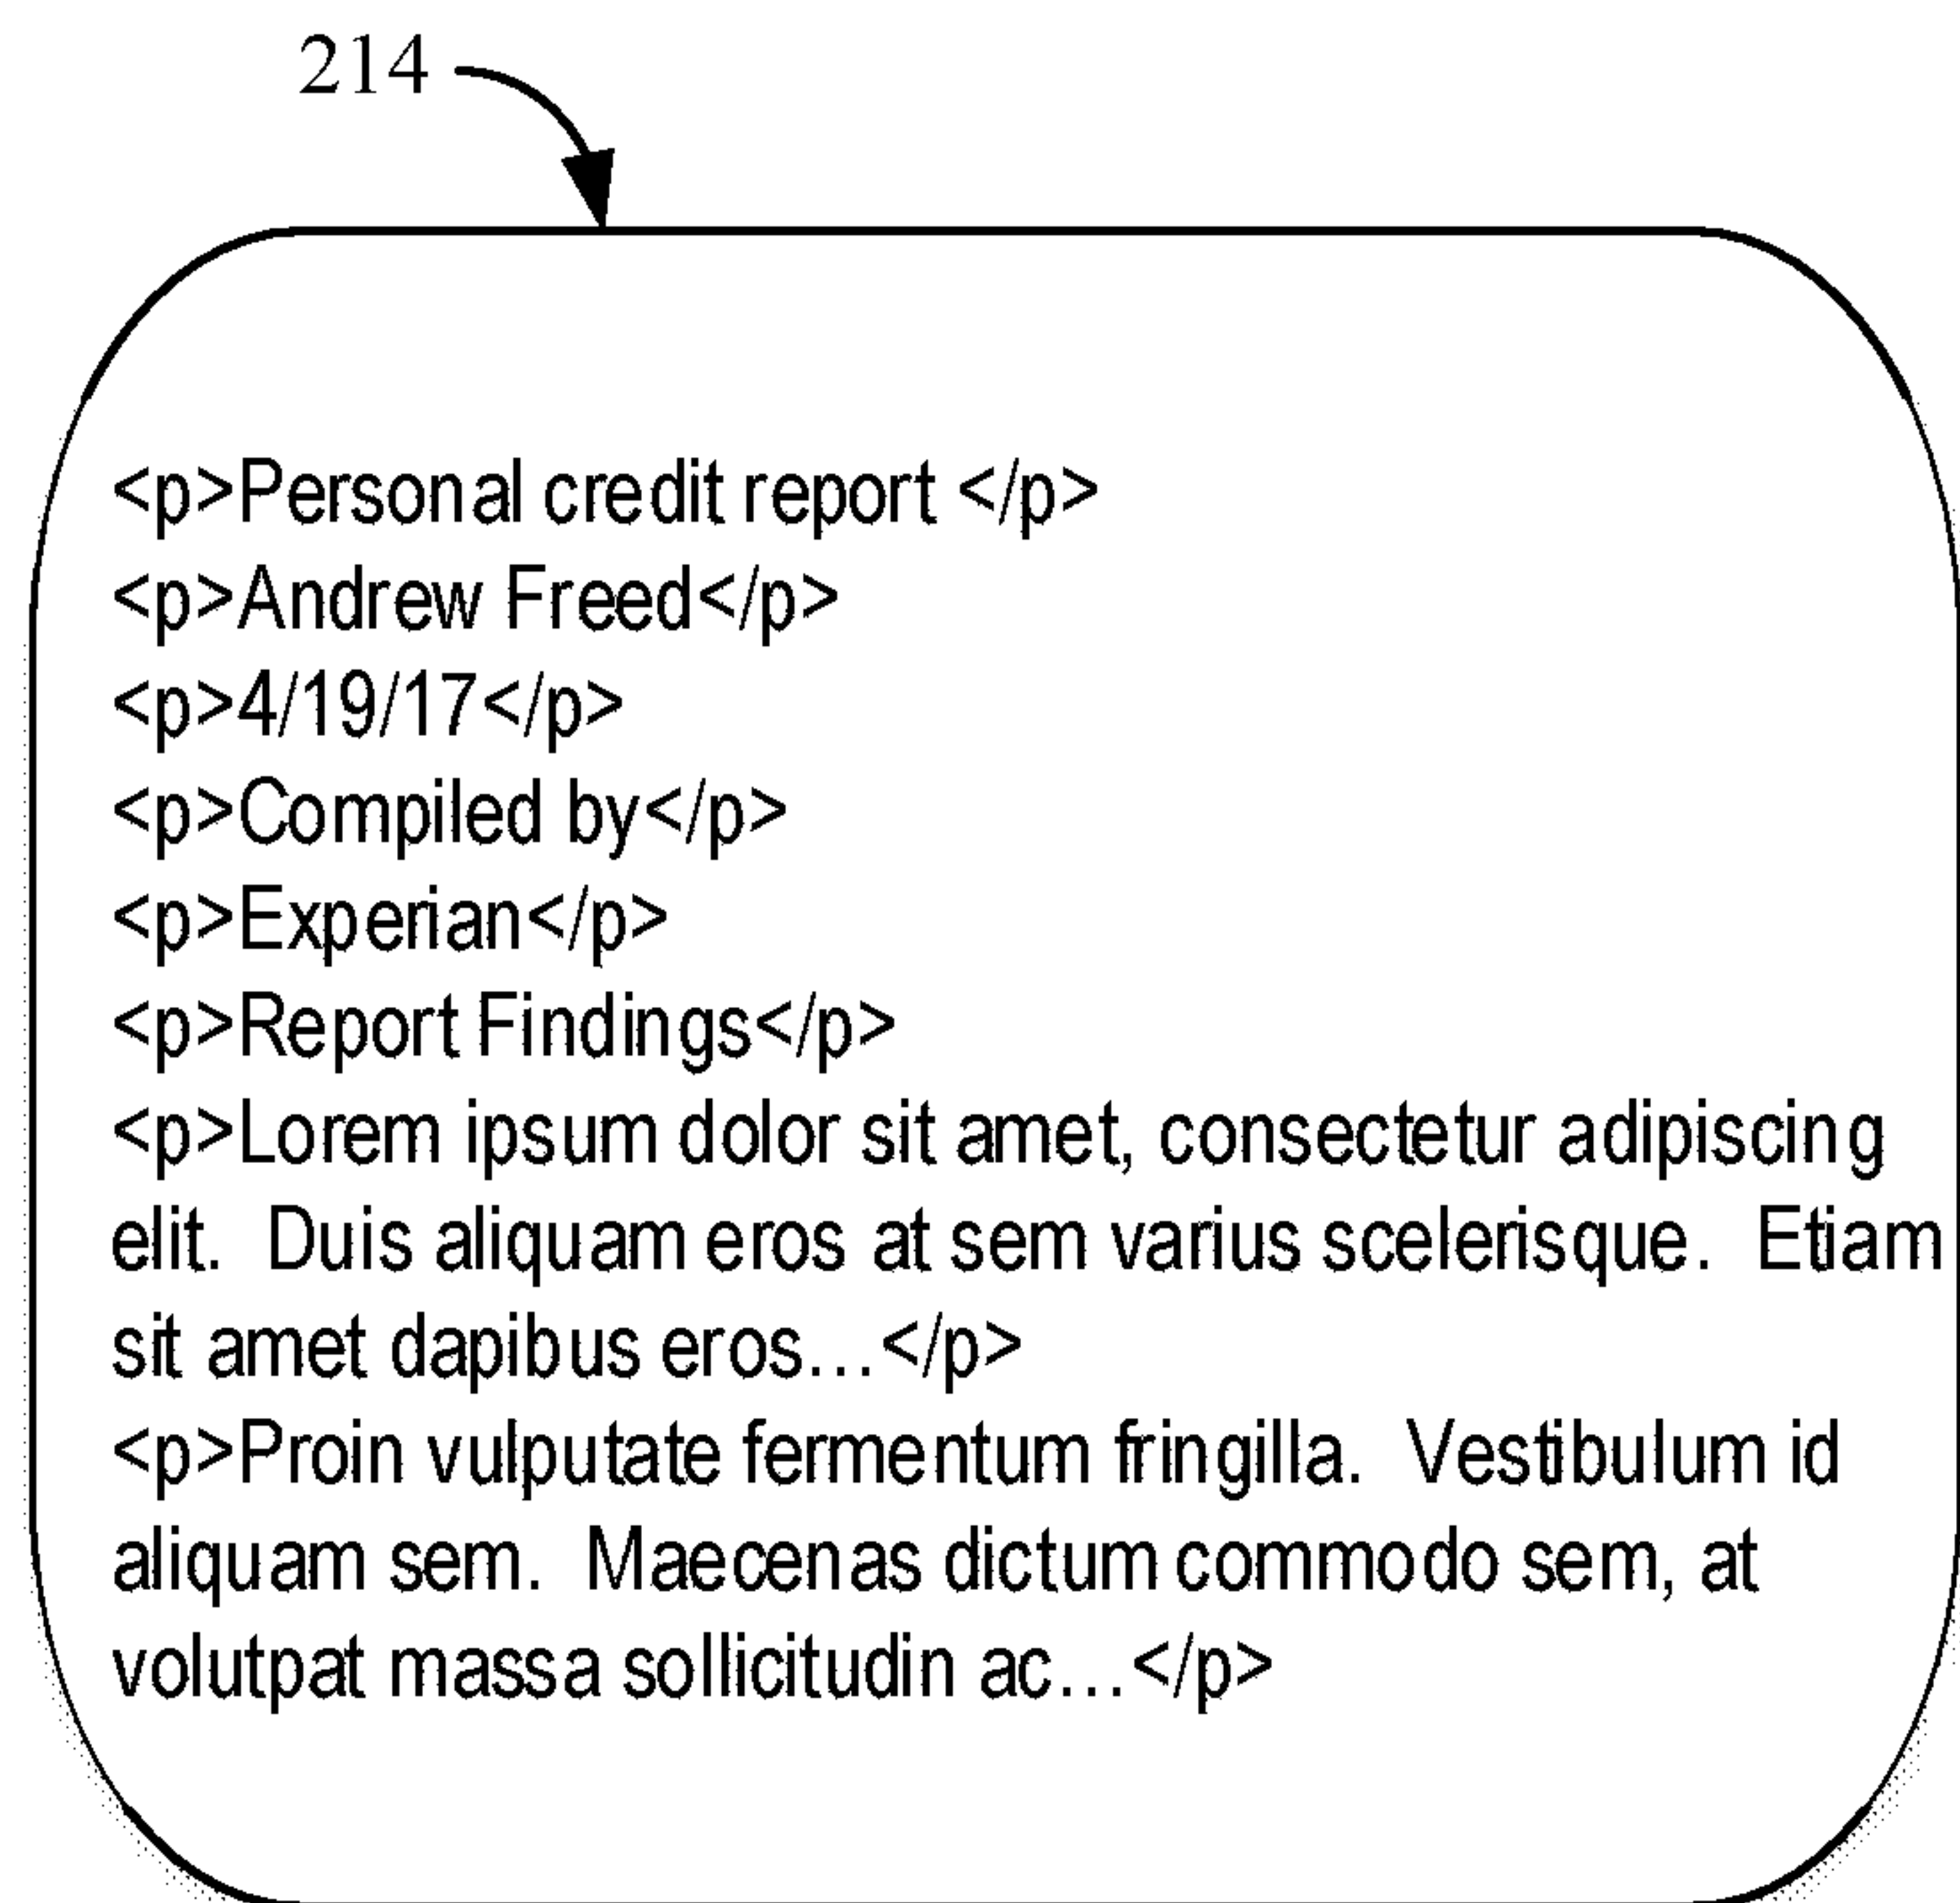 214
<p>Personal credit report </p>
<p>Andrew Freed</p>
<p>4/19/17</p>
<p>Compiled by</p>
<p>Experian</p>
<p>Report Findings</p>
<p>Lorem ipsum dolor sit amet, consectetur adipiscing
elit.  Duis aliquam eros at sem varius scelerisque.  Etiam
sit amet dapibus eros...</p>
<p>Proin vulputate fermentum fringilla.  Vestibulum id
aliquam sem.  Maecenas dictum commodo sem, at
volutpat massa sollicitudin ac...</p>